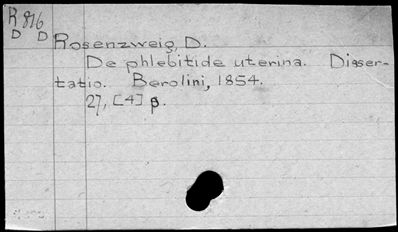 R 816
D D
Rosenzweig, D.
De phlebitide uterina. Disser-
tatio. Berolini, 1854.
27, [4] p.